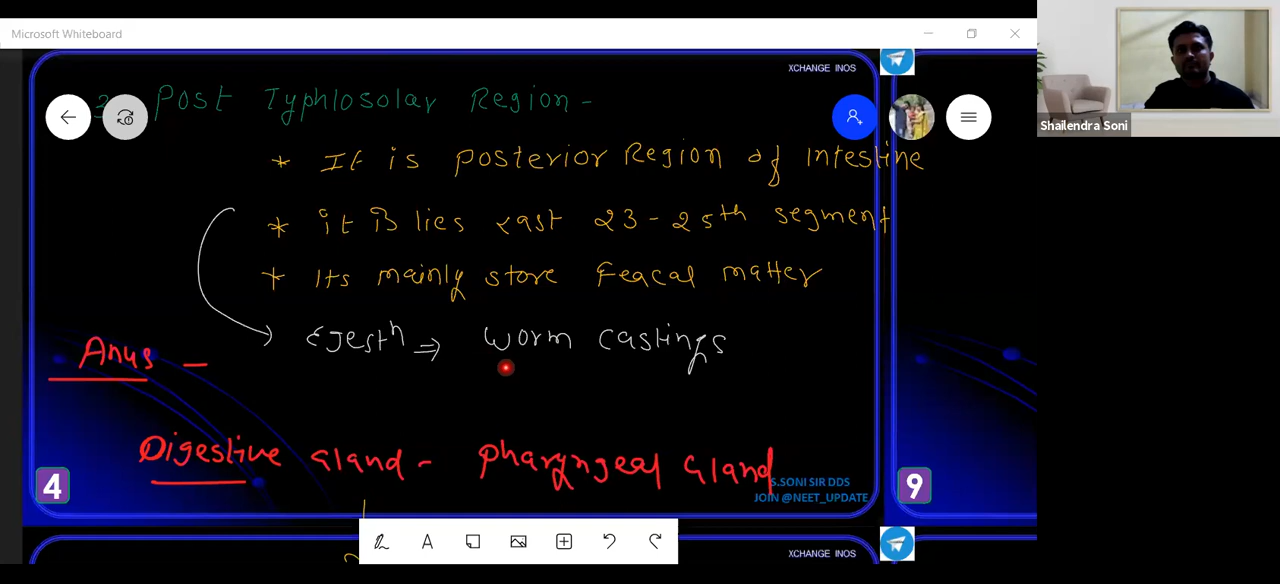 Microsoft Whiteboard
XCHANGE INOS
Post Typhlosolar Region -
* It is Posterior Region of Intestine
* it is lies last 23-25th segment
* Its mainly store Feacal matter
Ejestn ⇒ worm castings
Anus -
Digestive Gland - Pharyngeal Gland
4
S.SONI SIR DDS
JOIN @NEET_UPDATE
9
XCHANGE INOS
Shailendra Soni
A